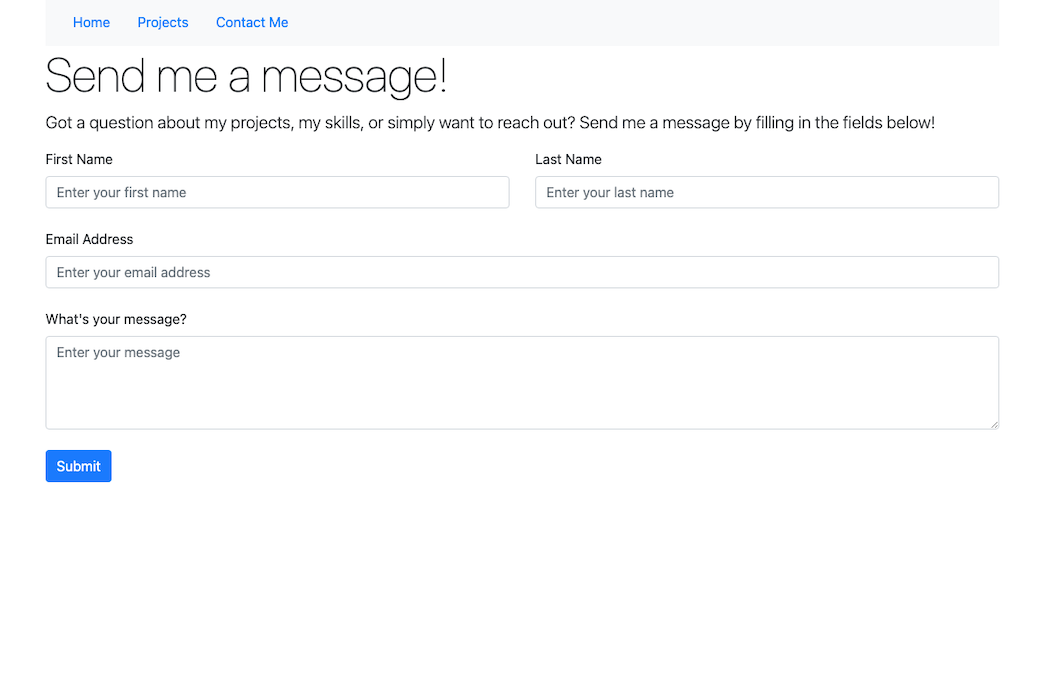 Home Projects Contact Me
Send me a message!
Got a question about my projects, my skills, or simply want to reach out? Send me a message by filling in the fields below!
First Name Last Name
Enter your first name Enter your last name
Email Address
Enter your email address
What's your message?
Enter your message
Submit